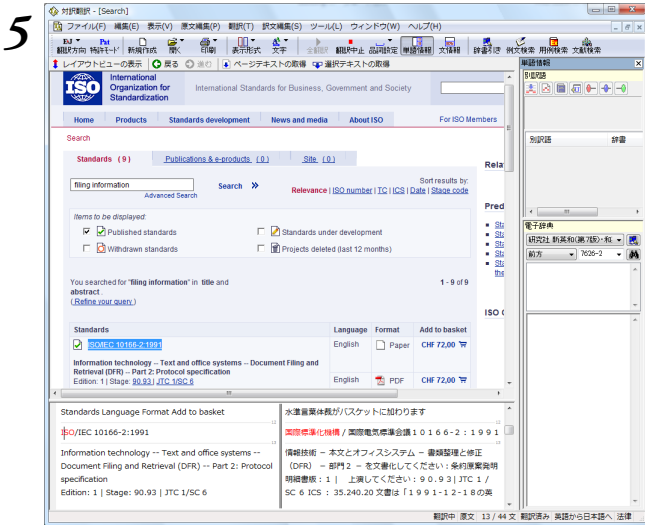 5
対訳翻訳 - [Search]
ファイル(F) 編集(E) 表示(V) 原文編集(P) 翻訳(T) 訳文編集(S) ツール(L) ウィンドウ(W) ヘルプ(H)
翻訳方向 特許モード 新規作成 開く 印刷 表示形式 文字 全翻訳 翻訳中止 品詞設定 単語情報 文情報 辞書引き 例文検索 用例検索 文献検索
レイアウトビューの表示 戻る 進む ページテキストの取得 選択テキストの取得
単語情報
別訳語
ISO
International
Organization for
Standardization
International Standards for Business, Government and Society
Home Products Standards development News and media About ISO For ISO Members
Search
Standards (9) Publications & e-products (0) Site (0)
filing information
Search
Advanced Search
Sort results by:
Relevance | ISO number | TC | ICS | Date | Stage code
Items to be displayed:
Published standards Standards under development
Withdrawn standards Projects deleted (last 12 months)
You searched for "filing information" in title and
abstract .
( Refine your query )
1 - 9 of 9
Standards Language Format Add to basket
ISO/IEC 10166-2:1991
English Paper CHF 72,00
Information technology -- Text and office systems -- Document Filing and
Retrieval (DFR) -- Part 2: Protocol specification
Edition: 1 | Stage: 90.93 | JTC 1/SC 6
English PDF CHF 72,00
Rela
Pred
Sta
Sta
Sta
Sta
the
ISO C
別訳語 辞書
電子辞典
研究社 新英和(第7版)・和
前方 7626-2
Standards Language Format Add to basket
ISO/IEC 10166-2:1991
Information technology -- Text and office systems --
Document Filing and Retrieval (DFR) -- Part 2: Protocol
specification
Edition: 1 | Stage: 90.93 | JTC 1/SC 6
水準言葉体裁がバスケットに加わります
国際標準化機構 / 国際電気標準会議１０１６６－２：１９９１
情報技術 － 本文とオフィスシステム － 書類整理と修正
（DFR） － 部門２ － を文書化してください：条約原案発明
明細書版：１｜ 上演してください：９０.９３ | JTC １/
SC 6 ICS ： 35.240.20 文書は「１９９１-１２-１８の英
翻訳中 原文 13 / 44 文 翻訳済み 英語から日本語へ 法律